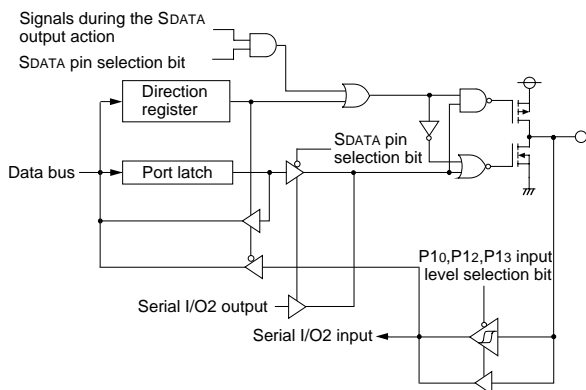 Signals during the SDATA
output action
SDATA pin selection bit
Direction
register
SDATA pin
selection bit
Data bus
Port latch
P10,P12,P13 input
level selection bit
Serial I/O2 output
Serial I/O2 input